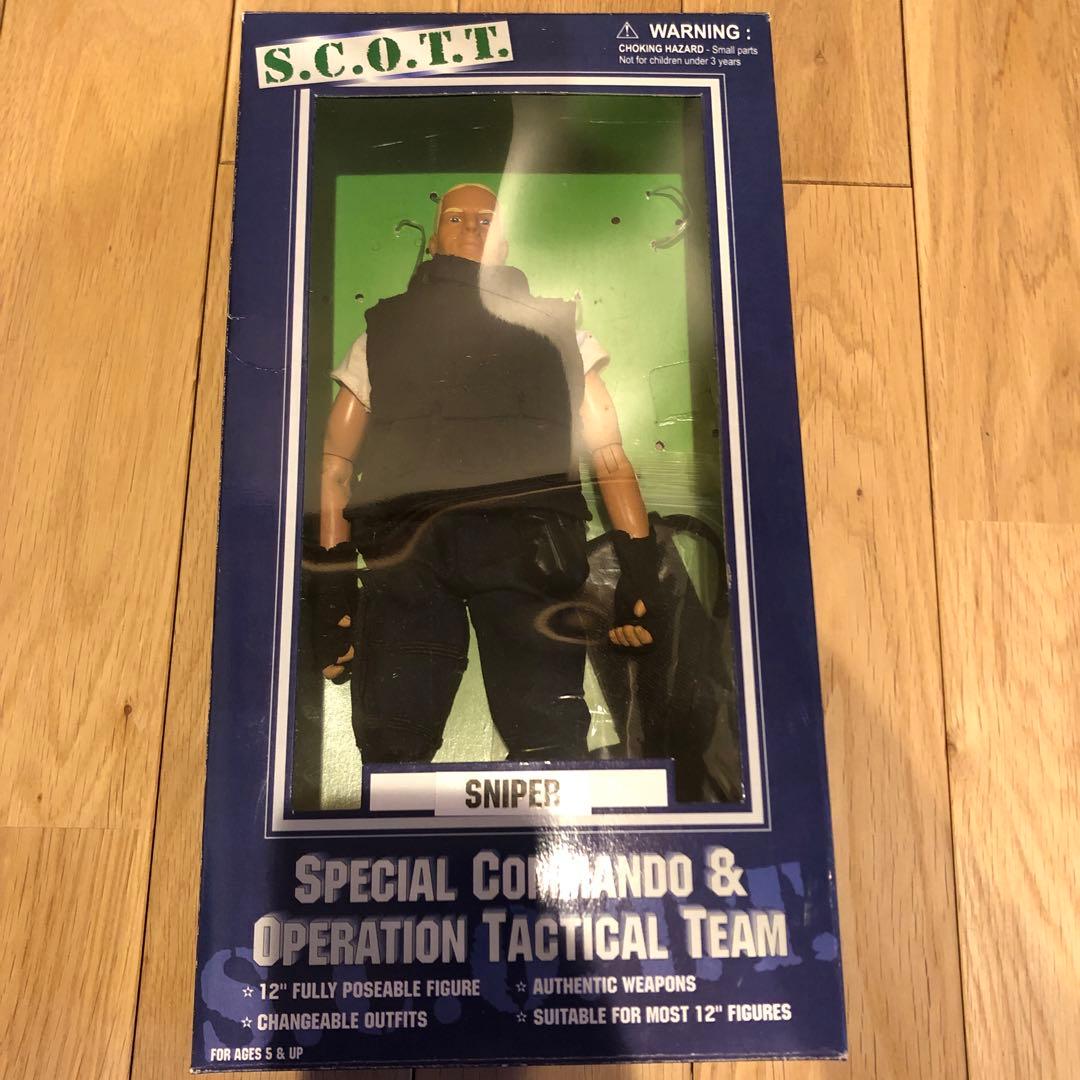 S.C.O.T.T.
⚠ WARNING :
CHOKING HAZARD - Small parts
Not for children under 3 years
SNIPER
SPECIAL COMMANDO &
OPERATION TACTICAL TEAM
☆ 12" FULLY POSEABLE FIGURE
☆ AUTHENTIC WEAPONS
☆ CHANGEABLE OUTFITS
☆ SUITABLE FOR MOST 12" FIGURES
FOR AGES 5 & UP